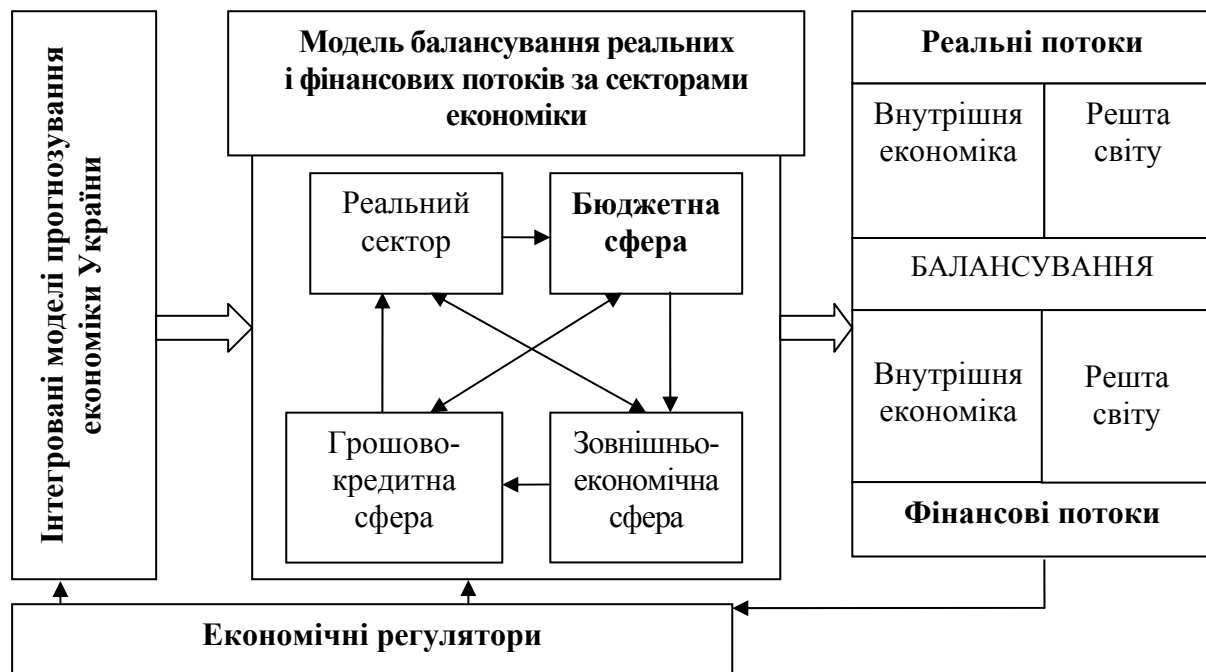 Інтегровані моделі прогнозування
економіки України
Модель балансування реальних
і фінансових потоків за секторами
економіки
Реальний
сектор
Бюджетна
сфера
Грошово-
кредитна
сфера
Зовнішньо-
економічна
сфера
Реальні потоки
Внутрішня
економіка
Решта
світу
БАЛАНСУВАННЯ
Внутрішня
економіка
Решта
світу
Фінансові потоки
Економічні регулятори